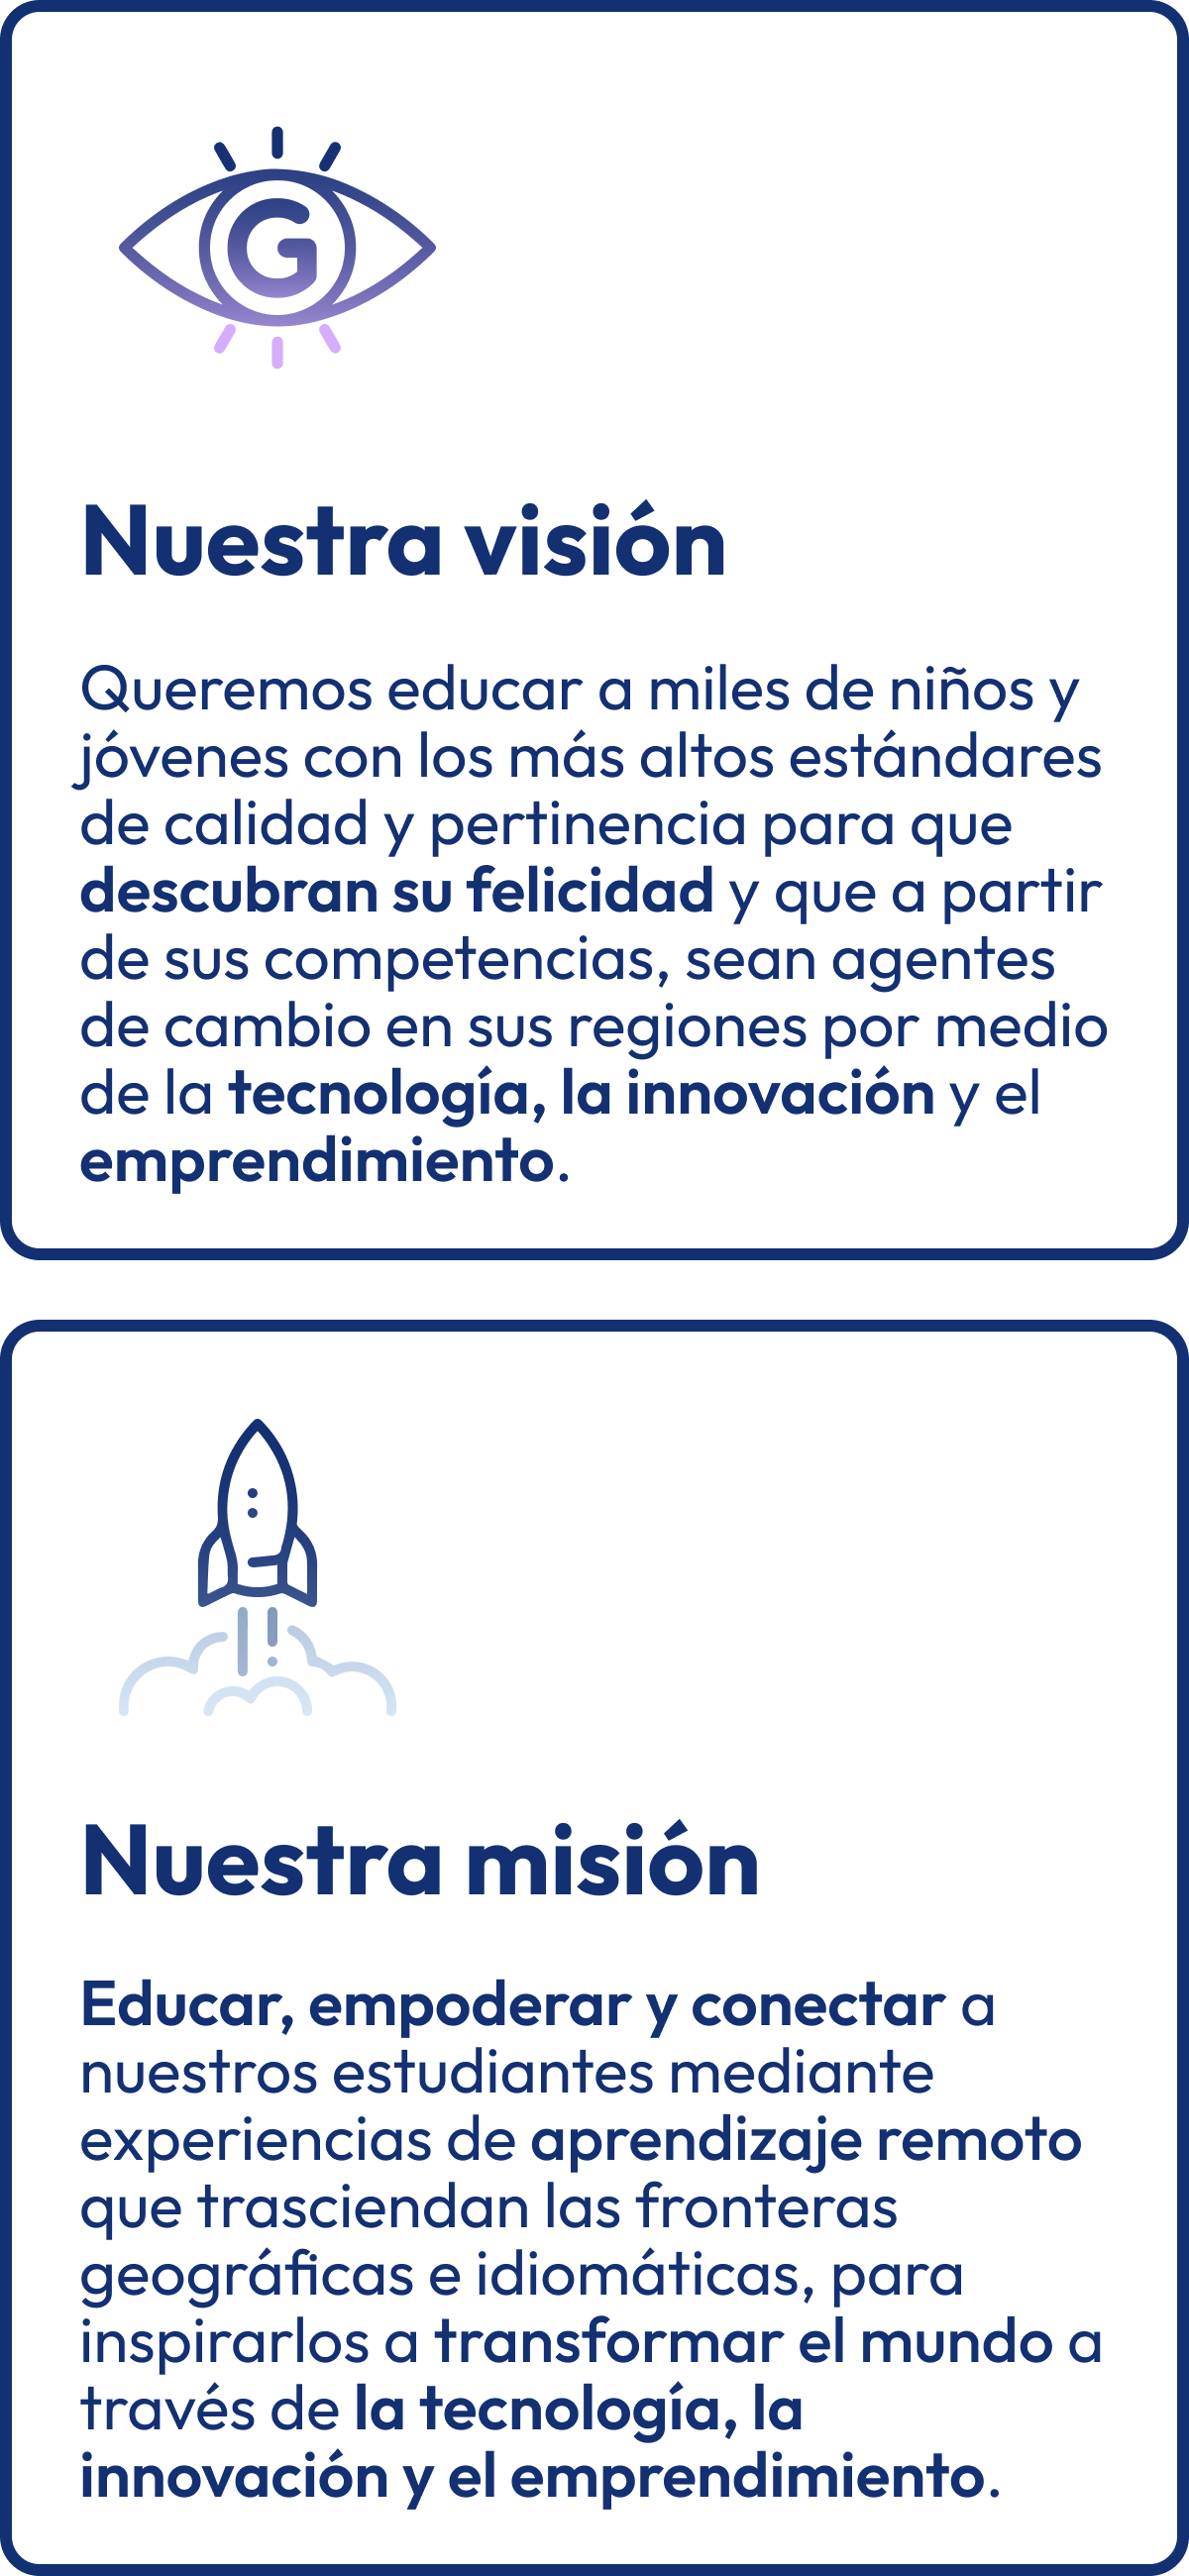 G
Nuestra visión
Queremos educar a miles de niños y
jóvenes con los más altos estándares
de calidad y pertinencia para que
descubran su felicidad y que a partir
de sus competencias, sean agentes
de cambio en sus regiones por medio
de la tecnología, la innovación y el
emprendimiento.
Nuestra misión
Educar, empoderar y conectar a
nuestros estudiantes mediante
experiencias de aprendizaje remoto
que trasciendan las fronteras
geográficas e idiomáticas, para
inspirarlos a transformar el mundo a
través de la tecnología, la
innovación y el emprendimiento.